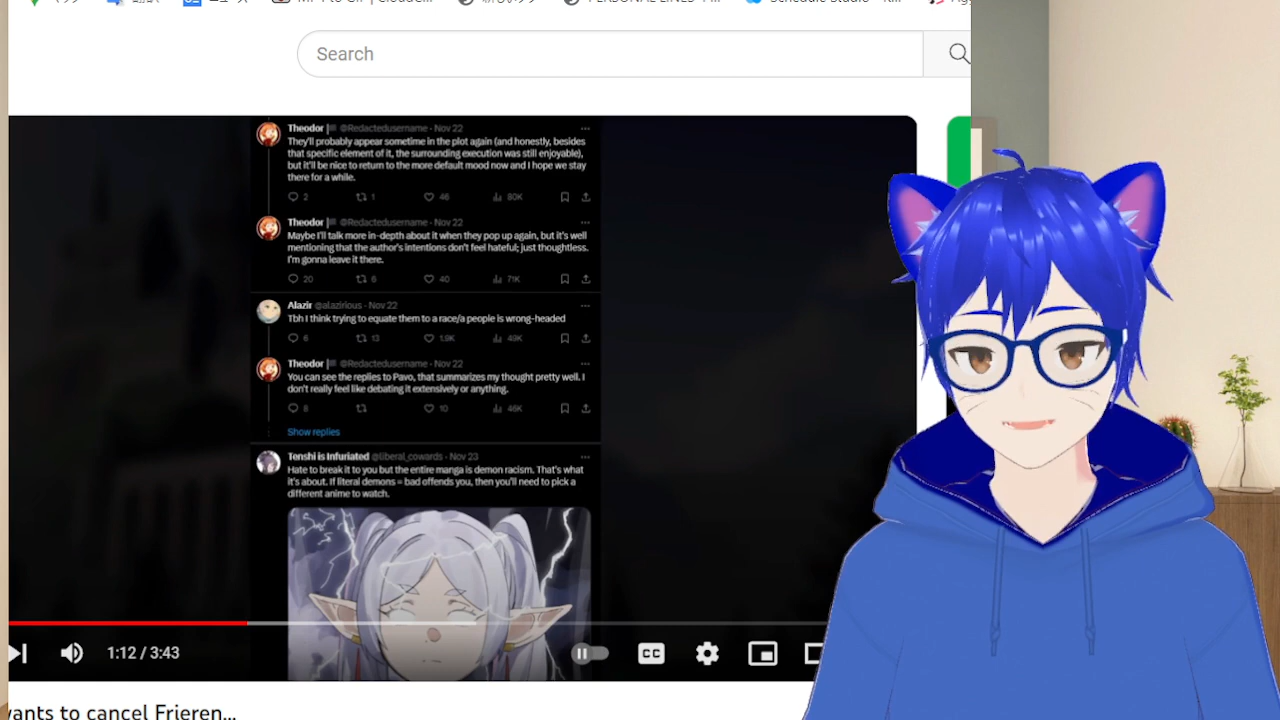 Search
Theodor @Redactedusername · Nov 22
They'll probably appear sometime in the plot again (and honestly, besides
that specific element of it, the surrounding execution was still enjoyable),
but it'll be nice to return to the more default mood now and I hope we stay
there for a while.
2 1 46 80K
Theodor @Redactedusername · Nov 22
Maybe I'll talk more in-depth about it when they pop up again, but it's well
mentioning that the author's intentions don't feel hateful; just thoughtless.
I'm gonna leave it there.
20 6 40 71K
Alazir @alazirious · Nov 22
Tbh I think trying to equate them to a race/a people is wrong-headed
6 13 1.9K 49K
Theodor @Redactedusername · Nov 22
You can see the replies to Pavo, that summarizes my thought pretty well. I
don't really feel like debating it extensively or anything.
8 10 46K
Show replies
Tenshi is Infuriated @liberal_cowards · Nov 23
Hate to break it to you but the entire manga is demon racism. That's what
it's about. If literal demons = bad offends you, then you'll need to pick a
different anime to watch.
1:12 / 3:43
CC
wants to cancel Frieren...